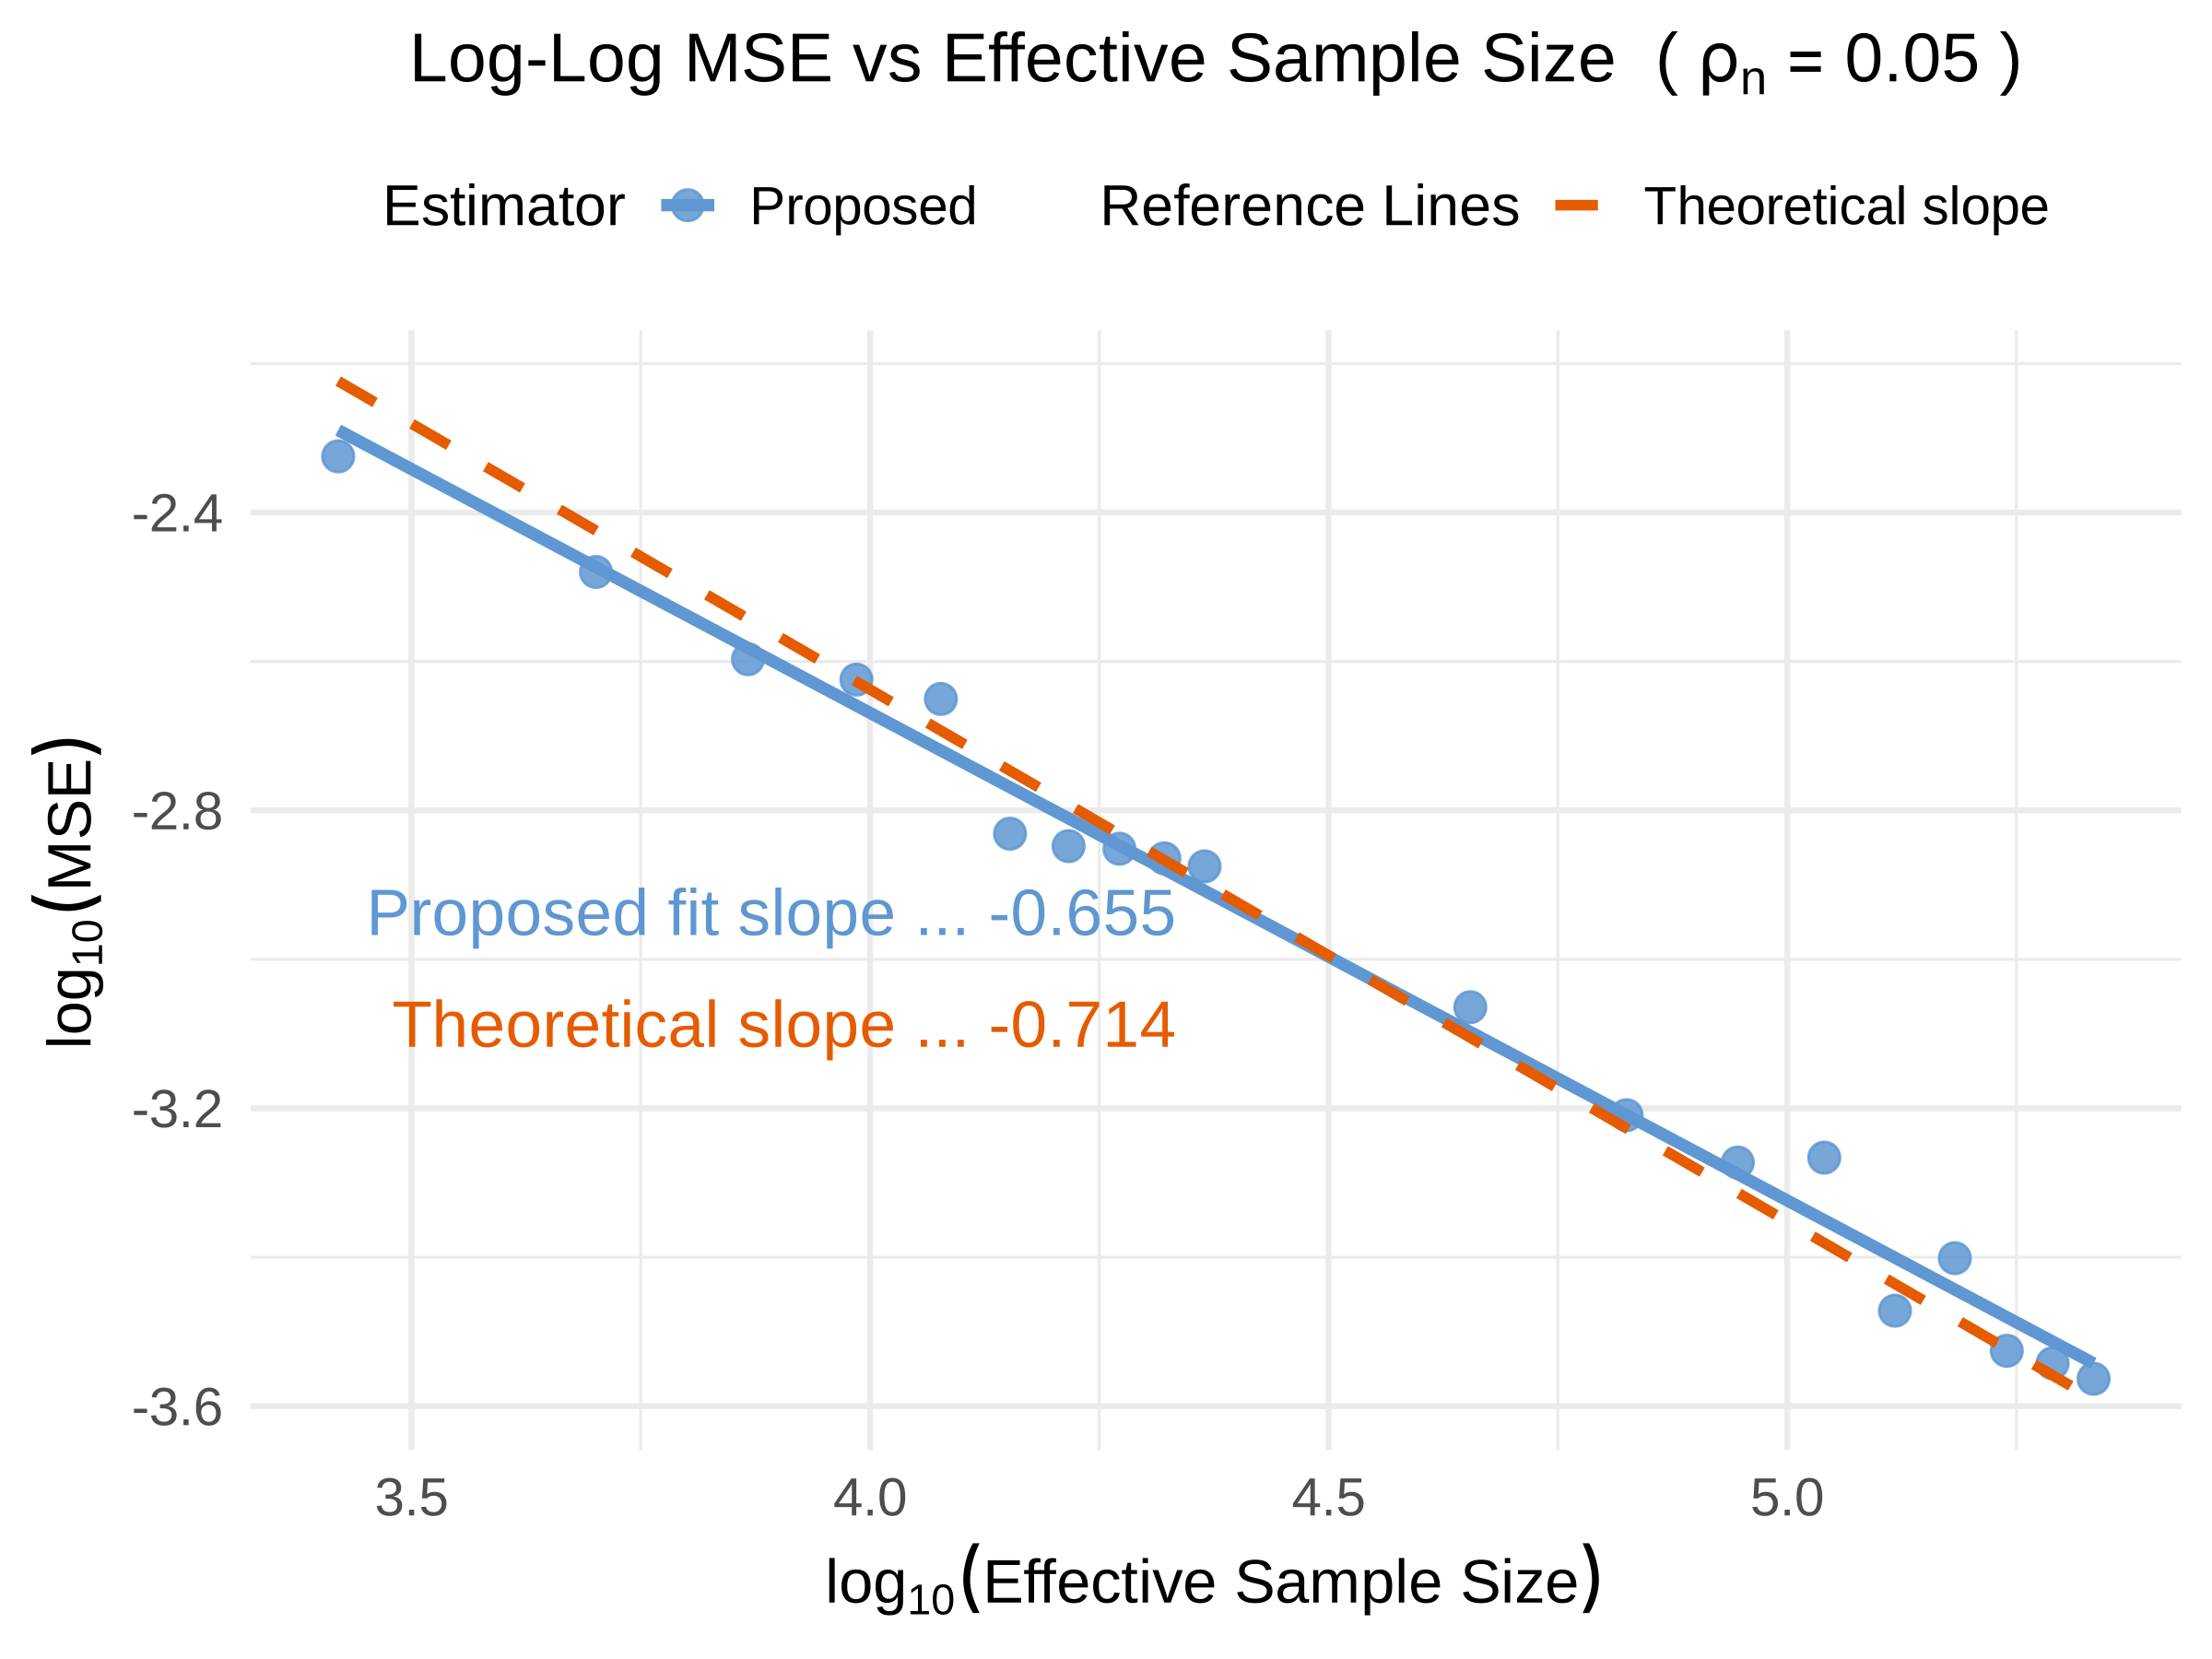 Log-Log MSE vs Effective Sample Size ( ρn = 0.05 )
Estimator Proposed Reference Lines Theoretical slope
-2.4
-2.8
-3.2
-3.6
log10(MSE)
Proposed fit slope ... -0.655
Theoretical slope ... -0.714
3.5 4.0 4.5 5.0
log10(Effective Sample Size)